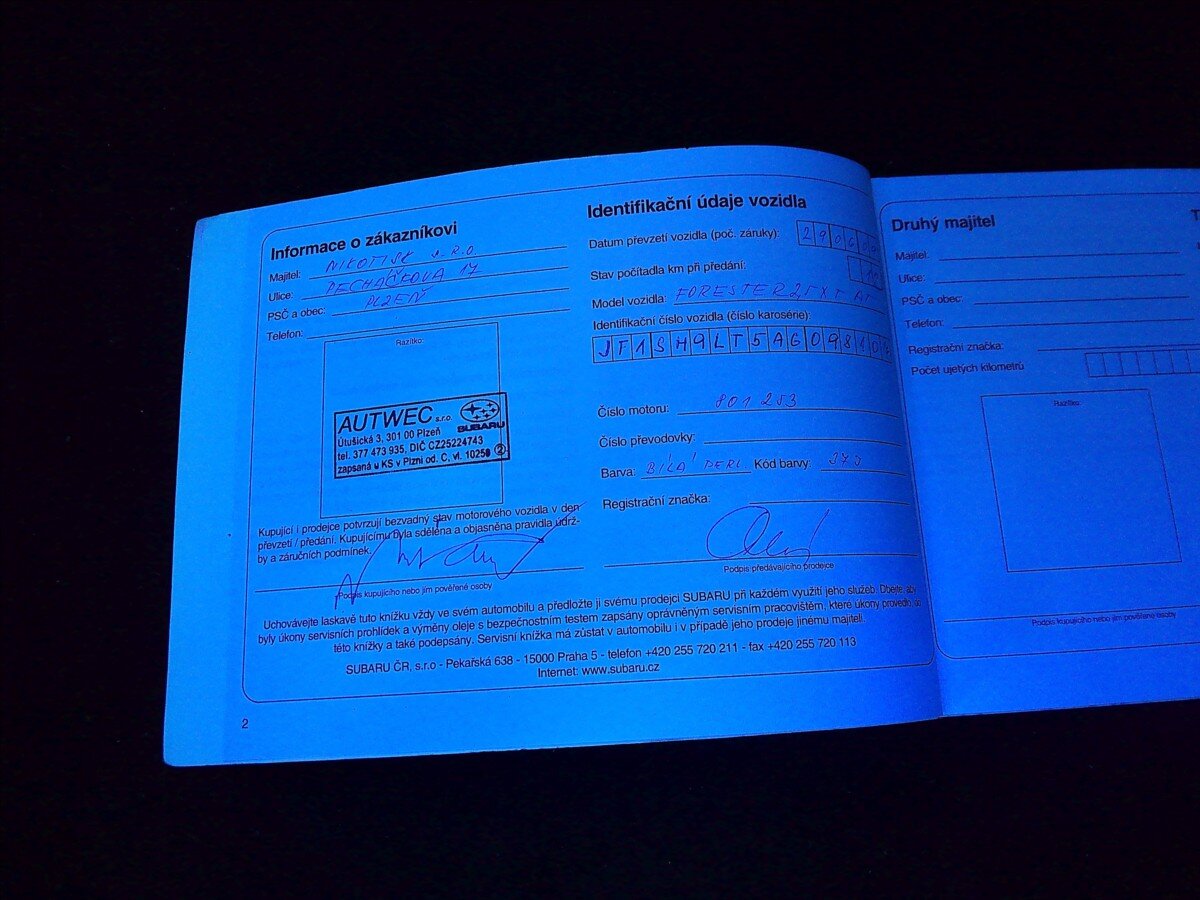 Informace o zákazníkovi
Majitel: NIKOTISK s.R.O.
Ulice: PECHÁČKOVA 17
PSČ a obec: PLZEŇ
Telefon:
Razítko:
AUTWEC s.r.o. SUBARU
Útušická 3, 301 00 Plzeň
tel. 377 473 935, DIČ CZ25224743
zapsaná u KS v Plzni od. C, vl. 10250 2
Kupující i prodejce potvrzují bezvadný stav motorového vozidla v den
převzetí / předání. Kupujícímu byla sdělena a objasněna pravidla údrž-
by a záručních podmínek.
Podpis kupujícího nebo jím pověřené osoby
Identifikační údaje vozidla
Datum převzetí vozidla (poč. záruky): 290609
Stav počítadla km při předání:
Model vozidla: FORESTER 2,5 XT AT
Identifikační číslo vozidla (číslo karosérie):
Číslo motoru: 801 253
Číslo převodovky:
Barva: BÍLÁ PERL. Kód barvy: 37J
Registrační značka:
Podpis předávajícího prodejce
Uchovávejte laskavě tuto knížku vždy ve svém automobilu a předložte ji svému prodejci SUBARU při každém využití jeho služeb. Dbejte, aby
byly úkony servisních prohlídek a výměny oleje s bezpečnostním testem zapsány oprávněným servisním pracovištěm, které úkony provedlo, do
této knížky a také podepsány. Servisní knížka má zůstat v automobilu i v případě jeho prodeje jinému majiteli.
SUBARU ČR, s.r.o - Pekařská 638 - 15000 Praha 5 - telefon +420 255 720 211 - fax +420 255 720 113
Internet: www.subaru.cz
2
Druhý majitel
Majitel:
Ulice:
PSČ a obec:
Telefon:
Registrační značka:
Počet ujetých kilometrů
Razítko:
Podpis kupujícího nebo jím pověřené osoby